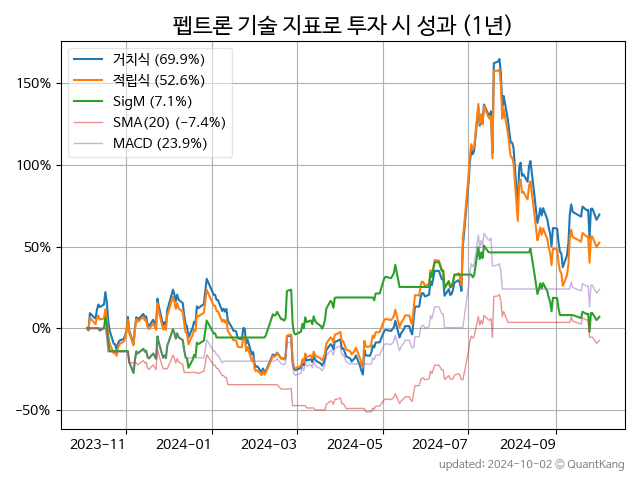 펩트론 기술 지표로 투자 시 성과 (1년)
거치식 (69.9%)
적립식 (52.6%)
SigM (7.1%)
SMA(20) (−7.4%)
MACD (23.9%)
150%
100%
50%
0%
−50%
2023-11 2024-01 2024-03 2024-05 2024-07 2024-09
updated: 2024-10-02 © QuantKang